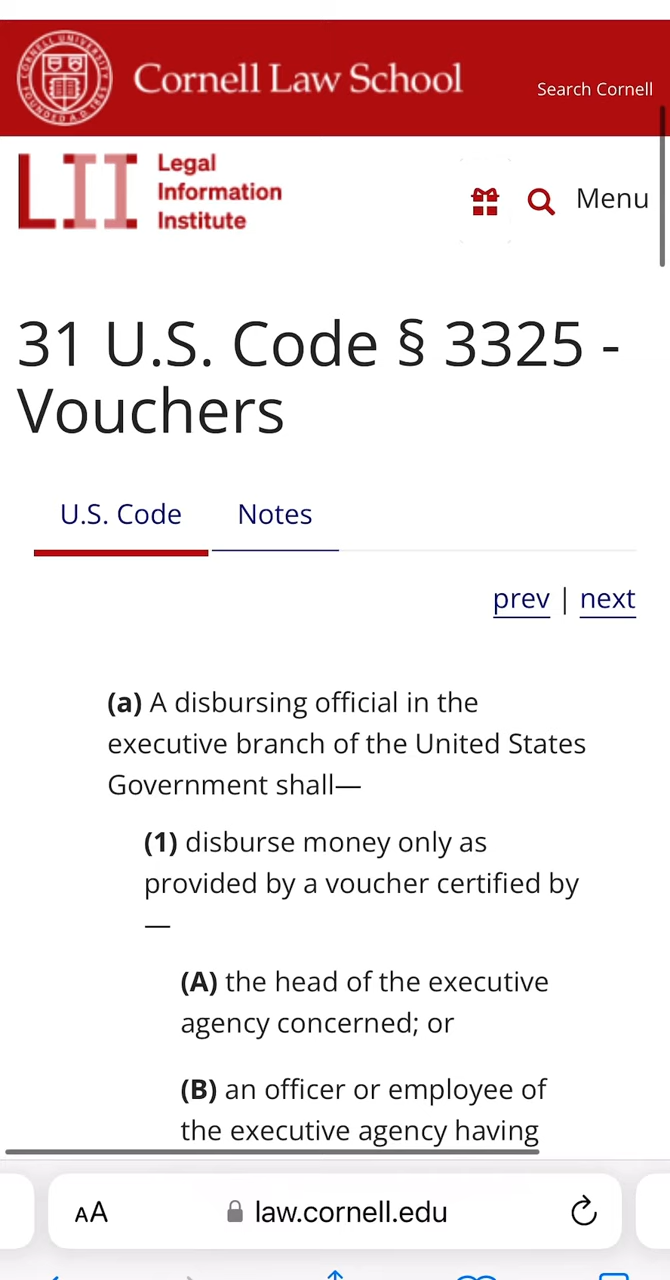 Cornell Law School
Search Cornell
LII
Legal
Information
Institute
Menu
31 U.S. Code § 3325 -
Vouchers
U.S. Code
Notes
prev | next
(a) A disbursing official in the
executive branch of the United States
Government shall—
(1) disburse money only as
provided by a voucher certified by
—
(A) the head of the executive
agency concerned; or
(B) an officer or employee of
the executive agency having
AA
law.cornell.edu